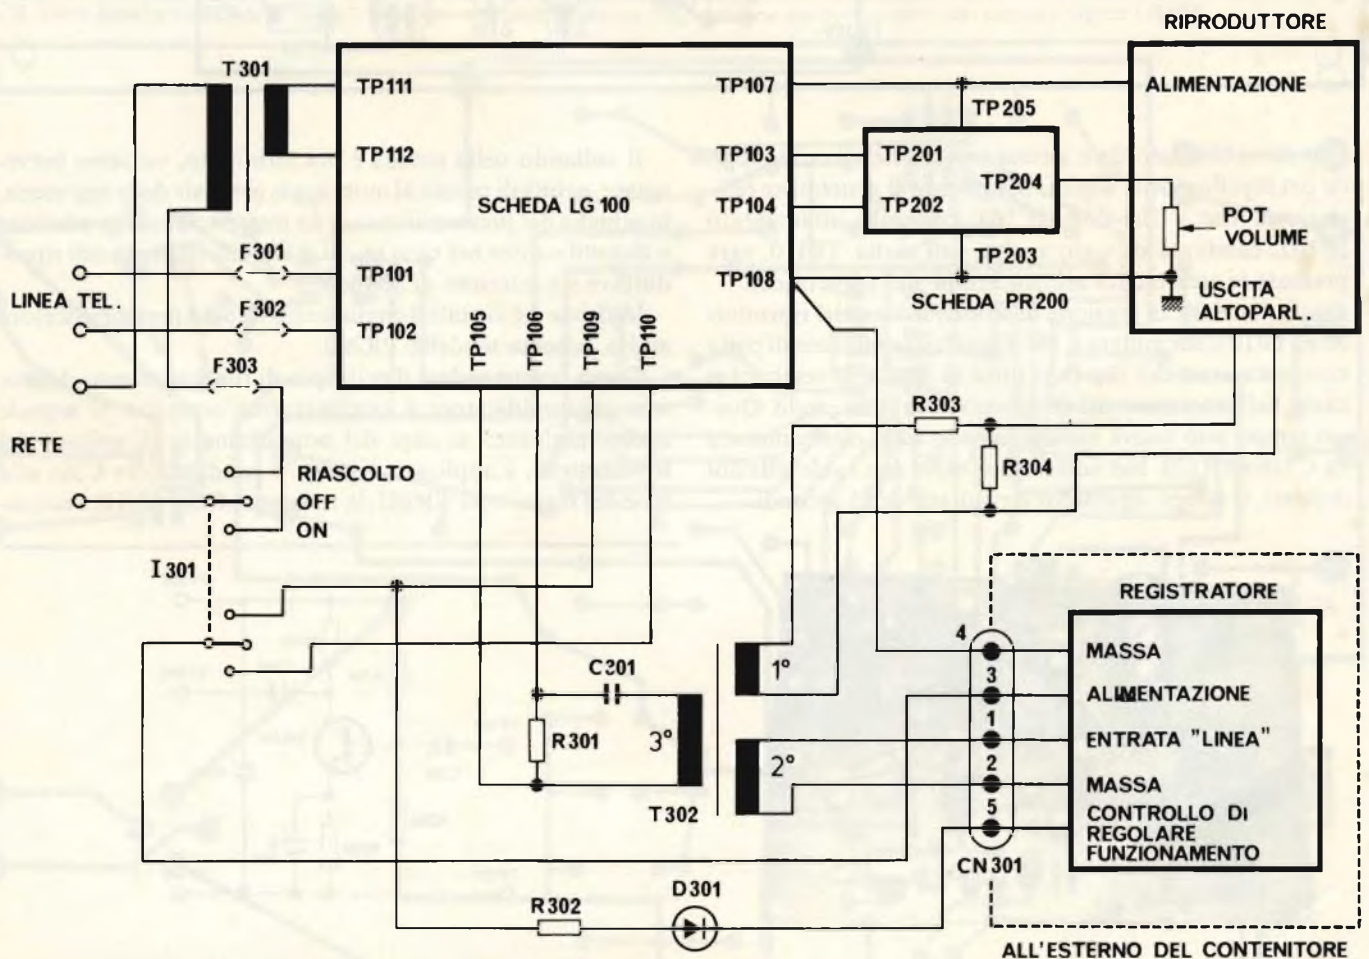 RIPRODUTTORE
T301
TP111
TP112
SCHEDA LG 100
TP107
TP103
TP104
TP108
TP205
TP201
TP204
TP202
TP203
SCHEDA PR200
ALIMENTAZIONE
POT
VOLUME
USCITA
ALTOPARL.
F301
TP101
LINEA TEL.
F302
TP102
F303
TP105
TP106
TP109
TP110
RETE
RIASCOLTO
OFF
ON
I301
R303
R304
C301
R301
3°
1°
2°
T302
REGISTRATORE
4
MASSA
3
ALIMENTAZIONE
1
ENTRATA "LINEA"
2
MASSA
5
CONTROLLO DI
REGOLARE
FUNZIONAMENTO
CN301
R302
D301
ALL'ESTERNO DEL CONTENITORE